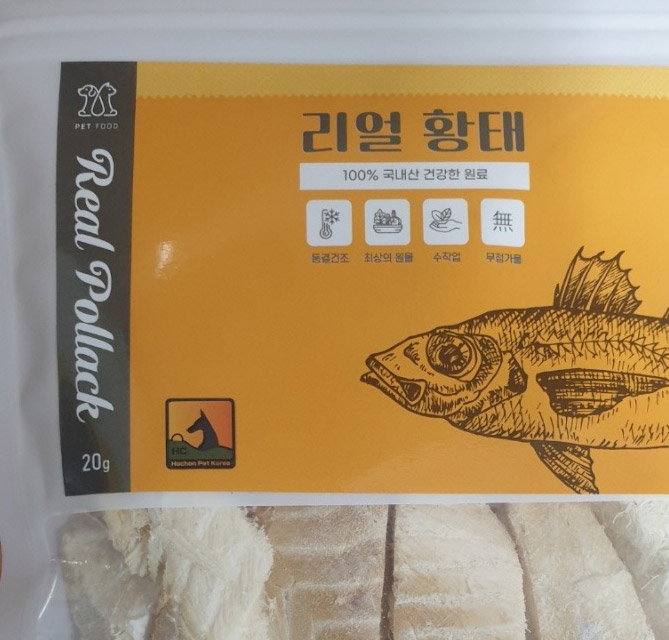 PET FOOD
Real Pollack
20g
리얼 황태
100% 국내산 건강한 원료
無
동결건조 최상의 원물 수작업 무첨가물
HC
Hachan Pet Korea